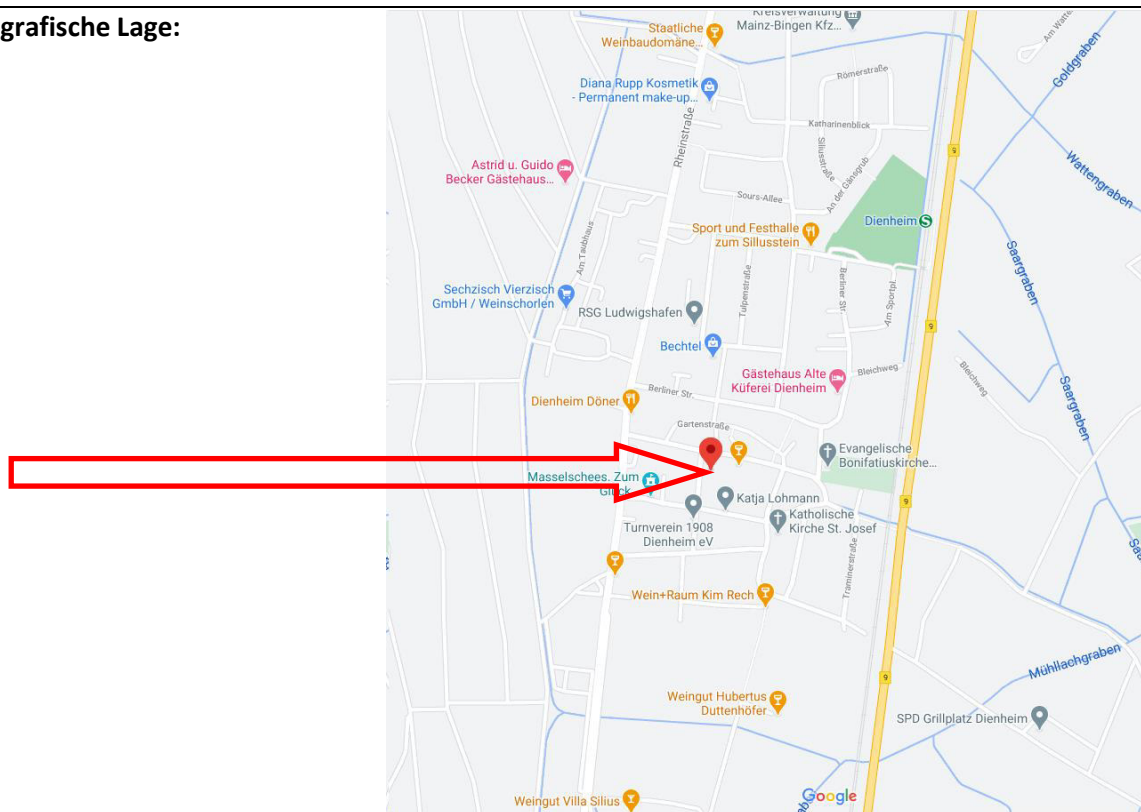 grafische Lage:
Kreisverwaltung
Mainz-Bingen Kfz...
Staatliche
Weinbaudomäne...
Am Watte
Goldgraben
Römerstraße
Diana Rupp Kosmetik
- Permanent make-up...
Katharinenblick
Rheinstraße
Siliusstraße
9
Wattengraben
Astrid u. Guido
Becker Gästehaus...
An der Gänsgrub
Sours-Allee
Dienheim
S
Sport und Festhalle
zum Sillusstein
Am Taubhaus
Saargraben
Sechzisch Vierzisch
GmbH / Weinschorlen
Tulpenstraße
Berliner Str.
Am Sportpl.
RSG Ludwigshafen
9
Bechtel
Gästehaus Alte
Küferei Dienheim
Bleichweg
Bleichweg
Saargraben
Berliner Str.
Dienheim Döner
Gartenstraße
Evangelische
Bonifatiuskirche...
Masselschees. Zum
Glück
Katja Lohmann
9
Katholische
Kirche St. Josef
Turnverein 1908
Dienheim eV
Traminerstraße
Wein+Raum Kim Rech
Mühllachgraben
9
Weingut Hubertus
Duttenhöfer
SPD Grillplatz Dienheim
Google
Weingut Villa Silius